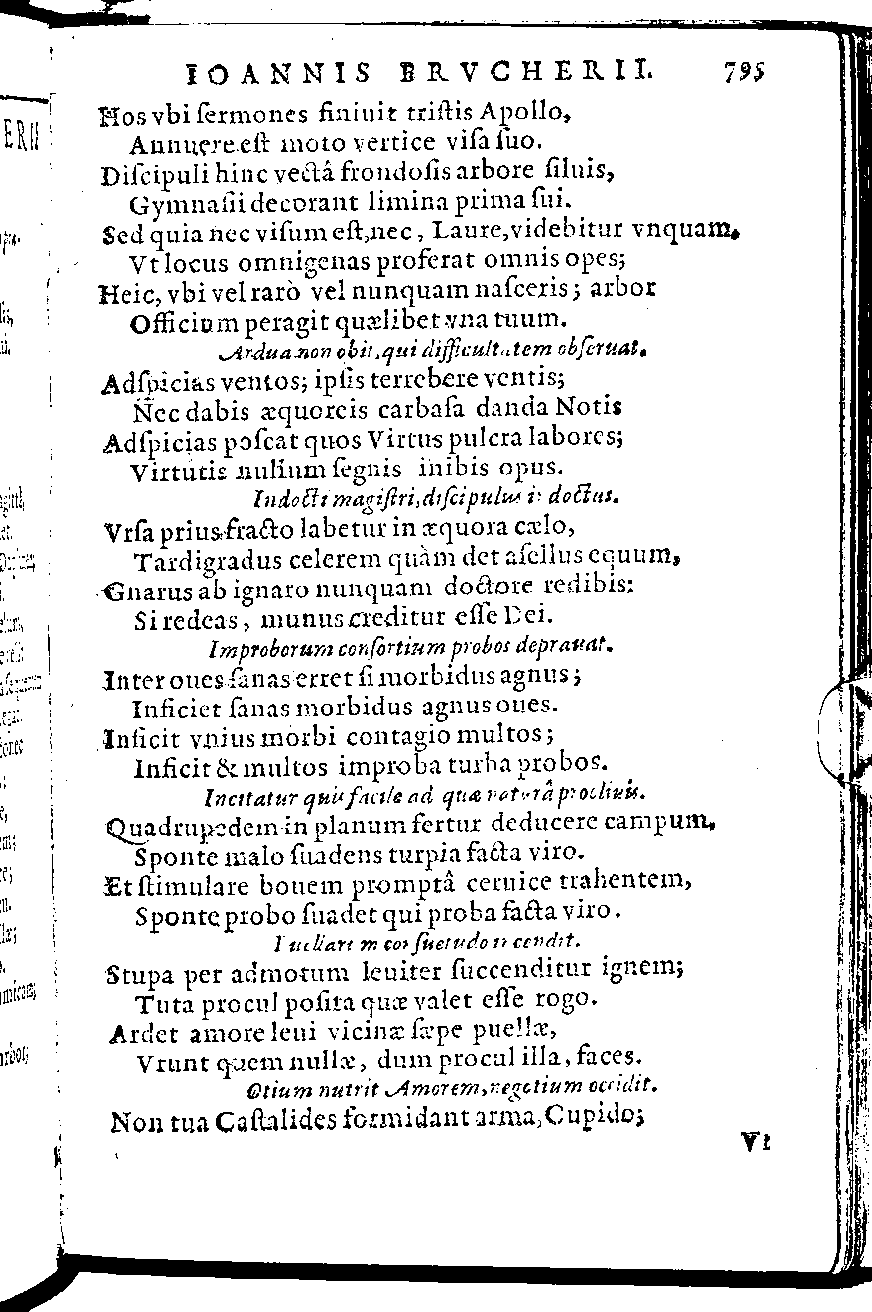 IOANNIS BRVCHERII. 795
Hos vbi ſermones finiuit triſtis Apollo,
Annuere eſt moto vertice viſa ſuo.
Diſcipuli hinc vectâ frondoſis arbore ſiluis,
Gymnaſii decorant limina prima ſui.
Sed quia nec viſum eſt, nec, Laure, videbitur vnquam,
Vt locus omnigenas proferat omnis opes;
Heic, vbi vel rarò vel nunquam naſceris; arbor
Officium peragit quælibet vna tuum.
Ardua non obit, qui difficultatem obſeruat.
Adſpicias ventos; ipſis terrebere ventis;
Nec dabis æquoreis carbaſa danda Notis
Adſpicias poſcat quos Virtus pulcra labores;
Virtutis nullum ſegnis inibis opus.
Indocti magiſtri, diſcipulus indoctus.
Vrſa prius fracto labetur in æquora cælo,
Tardigradus celerem quàm det aſellus equum,
Gnarus ab ignaro nunquam doctore redibis:
Si redeas, munus creditur eſſe Dei.
Improborum conſortium probos deprauat.
Inter oues ſanas erret ſi morbidus agnus;
Inficiet ſanas morbidus agnus oues.
Inficit vnius morbi contagio multos;
Inficit & multos improba turba probos.
Incitatur quis facile ad quæ naturâ procliuis.
Quadrupedem in planum fertur deducere campum,
Sponte malo ſuadens turpia facta viro.
Et ſtimulare bouem promptâ ceruice trahentem,
Sponte probo ſuadet qui proba facta viro.
conſuetudo
Stupa per admotum leuiter ſuccenditur ignem;
Tuta procul poſita quæ valet eſſe rogo.
Ardet amore leui vicinæ ſæpe puellæ,
Vrunt quem nullæ, dum procul illa, faces.
Otium nutrit Amorem, negotium occidit.
Non tua Caſtalides formidant arma, Cupido;
Vt